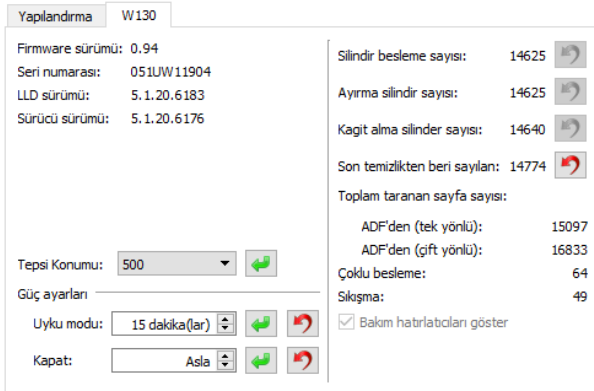 Yapılandırma W130
Firmware sürümü: 0.94
Seri numarası: 051UW11904
LLD sürümü: 5.1.20.6183
Sürücü sürümü: 5.1.20.6176
Tepsi Konumu: 500
Güç ayarları
Uyku modu: 15 dakika(lar)
Kapat: Asla
Silindir besleme sayısı: 14625
Ayırma silindir sayısı: 14625
Kagit alma silinder sayısı: 14640
Son temizlikten beri sayılan: 14774
Toplam taranan sayfa sayısı:
ADF'den (tek yönlü): 15097
ADF'den (çift yönlü): 16833
Çoklu besleme: 64
Sıkışma: 49
Bakım hatırlatıcıları göster